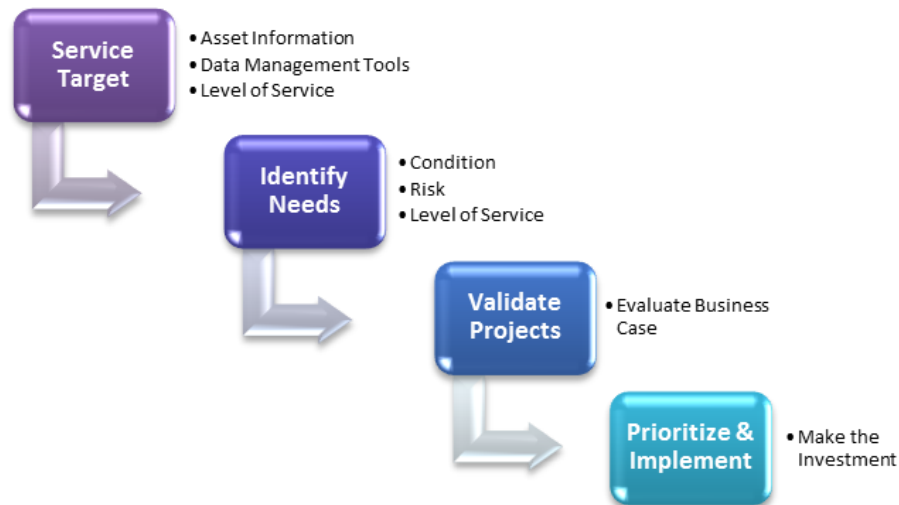 Service
Target
• Asset Information
• Data Management Tools
• Level of Service
Identify
Needs
• Condition
• Risk
• Level of Service
Validate
Projects
• Evaluate Business
Case
Prioritize &
Implement
• Make the
Investment